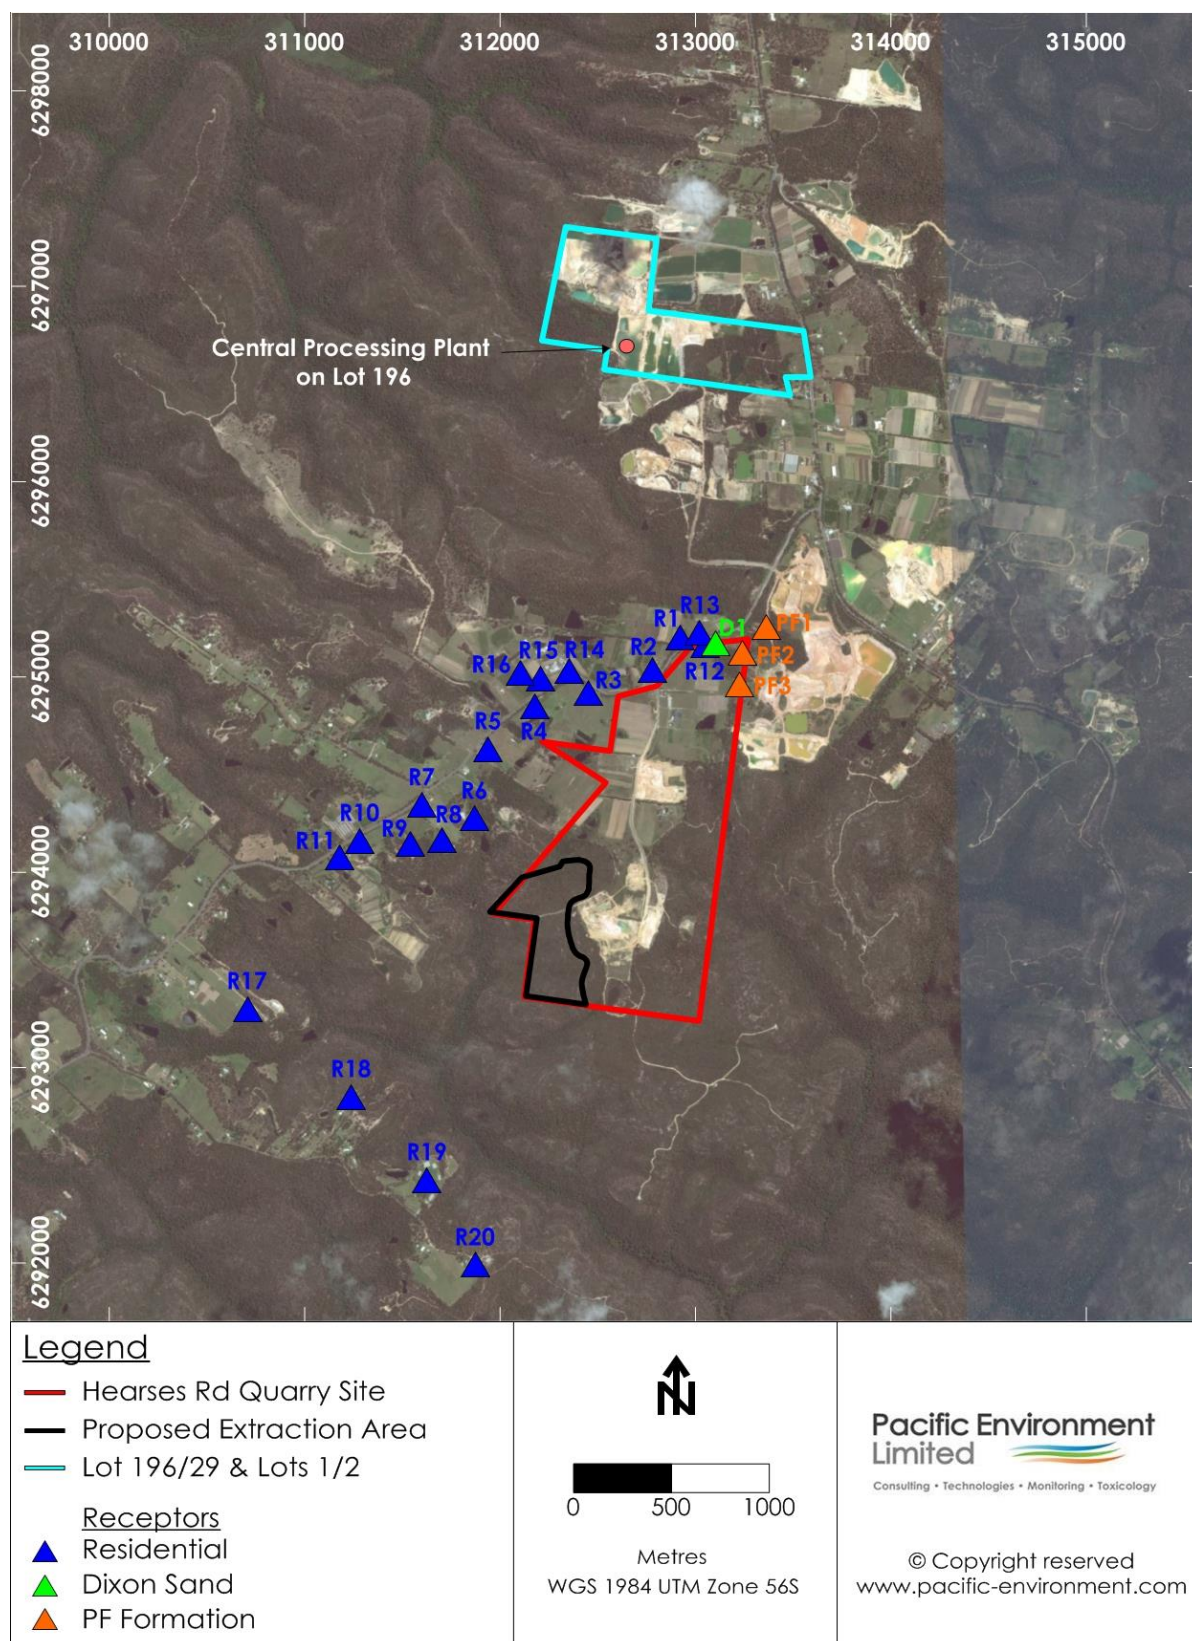 310000 311000 312000 313000 314000 315000
6298000
6297000
6296000
6295000
6294000
6293000
6292000
Central Processing Plant
on Lot 196
R13
R1
D1
PF1
R2
R12
PF2
PF3
R16
R15
R14
R3
R4
R5
R7
R6
R10
R8
R9
R11
R17
R18
R19
R20
Legend
Hearses Rd Quarry Site
Proposed Extraction Area
Lot 196/29 & Lots 1/2
Receptors
Residential
Dixon Sand
PF Formation
N
0 500 1000
Metres
WGS 1984 UTM Zone 56S
Pacific Environment
Limited
Consulting • Technologies • Monitoring • Toxicology
© Copyright reserved
www.pacific-environment.com